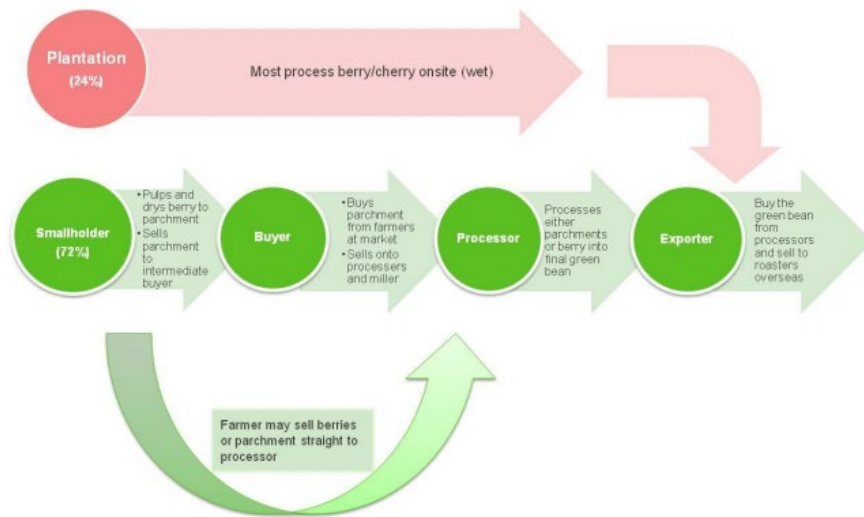 Plantation
(24%)
Most process berry/cherry onsite (wet)
Smallholder
(72%)
•Pulps and
drys berry to
parchment
•Sells
parchment
to
intermediate
buyer
Buyer
•Buys
parchment
from farmers
at market
•Sells onto
processers
and miller
Processor
Processes
either
parchments
or berry into
final green
bean
Exporter
Buy the
green bean
from
processors
and sell to
roasters
overseas
Farmer may sell berries
or parchment straight to
processor